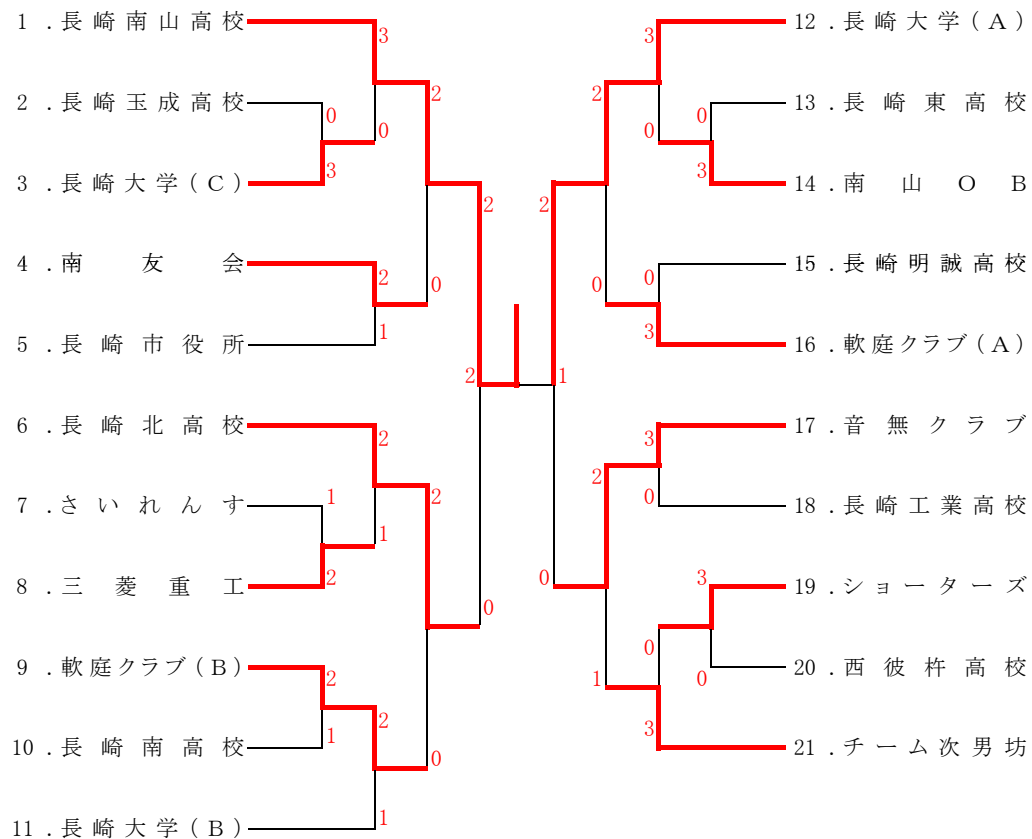 1 .長崎南山高校
2 .長崎玉成高校
3 .長崎大学(C)
4 .南友会
5 .長崎市役所
6 .長崎北高校
7 .さいれんす
8 .三菱重工
9 .軟庭クラブ(B)
10 .長崎南高校
11 .長崎大学(B)
3
0
0
3
2
2
1
0
2
2
1
1
2
2
0
2
1
2
1
0
2
12 .長崎大学(A)
13 .長崎東高校
14 .南山OB
15 .長崎明誠高校
16 .軟庭クラブ(A)
17 .音無クラブ
18 .長崎工業高校
19 .ショーターズ
20 .西彼杵高校
21 .チーム次男坊
3
0
0
3
2
0
0
3
2
1
3
0
2
0
3
0
0
1
3